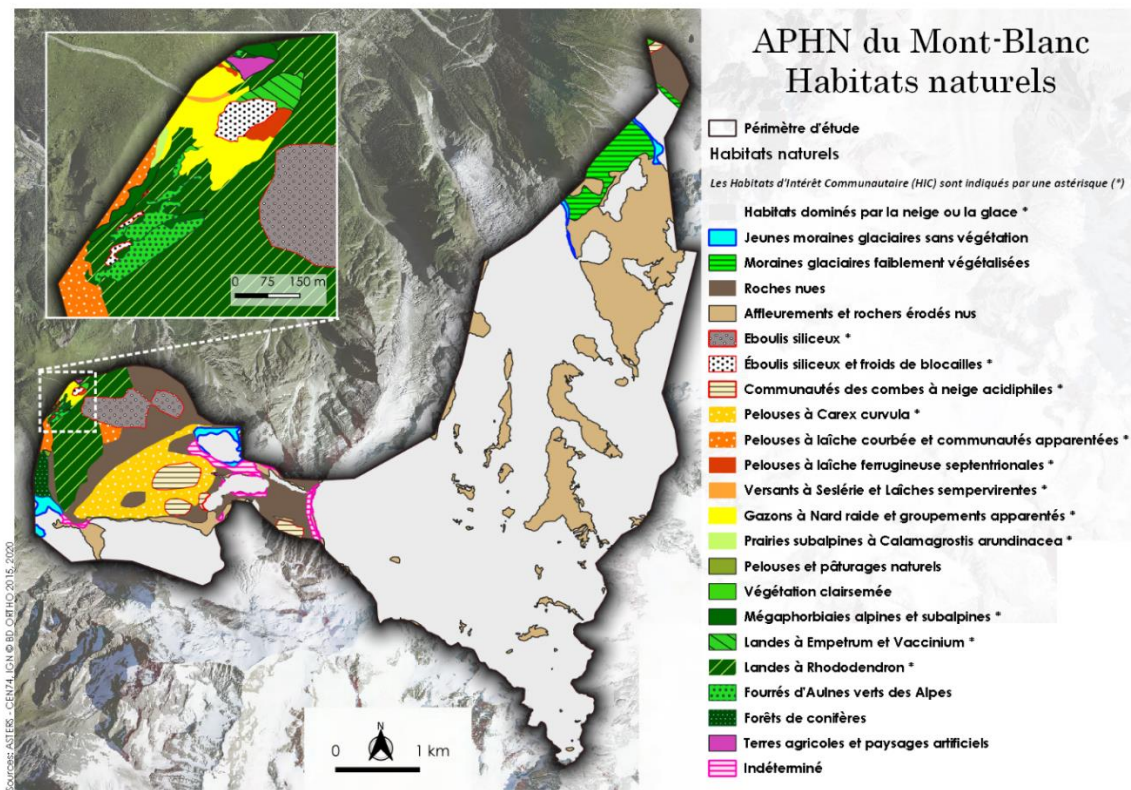 APHN du Mont-Blanc
Habitats naturels
Périmètre d'étude
Habitats naturels
Les Habitats d'Intérêt Communautaire (HIC) sont indiqués par une astérisque (*)
Habitats dominés par la neige ou la glace *
Jeunes moraines glaciaires sans végétation
Moraines glaciaires faiblement végétalisées
Roches nues
Affleurements et rochers érodés nus
Eboulis siliceux *
Éboulis siliceux et froids de blocailles *
Communautés des combes à neige acidiphiles *
Pelouses à Carex curvula *
Pelouses à laîche courbée et communautés apparentées *
Pelouses à laîche ferrugineuse septentrionales *
Versants à Seslérie et Laîches sempervirentes *
Gazons à Nard raide et groupements apparentés *
Prairies subalpines à Calamagrostis arundinacea *
Pelouses et pâturages naturels
Végétation clairsemée
Mégaphorbiaies alpines et subalpines *
Landes à Empetrum et Vaccinium *
Landes à Rhododendron *
Fourrés d'Aulnes verts des Alpes
Forêts de conifères
Terres agricoles et paysages artificiels
Indéterminé
0 75 150 m
N
0 1 km
Sources: ASTERS - CEN74, IGN © BD ORTHO 2015, 2020